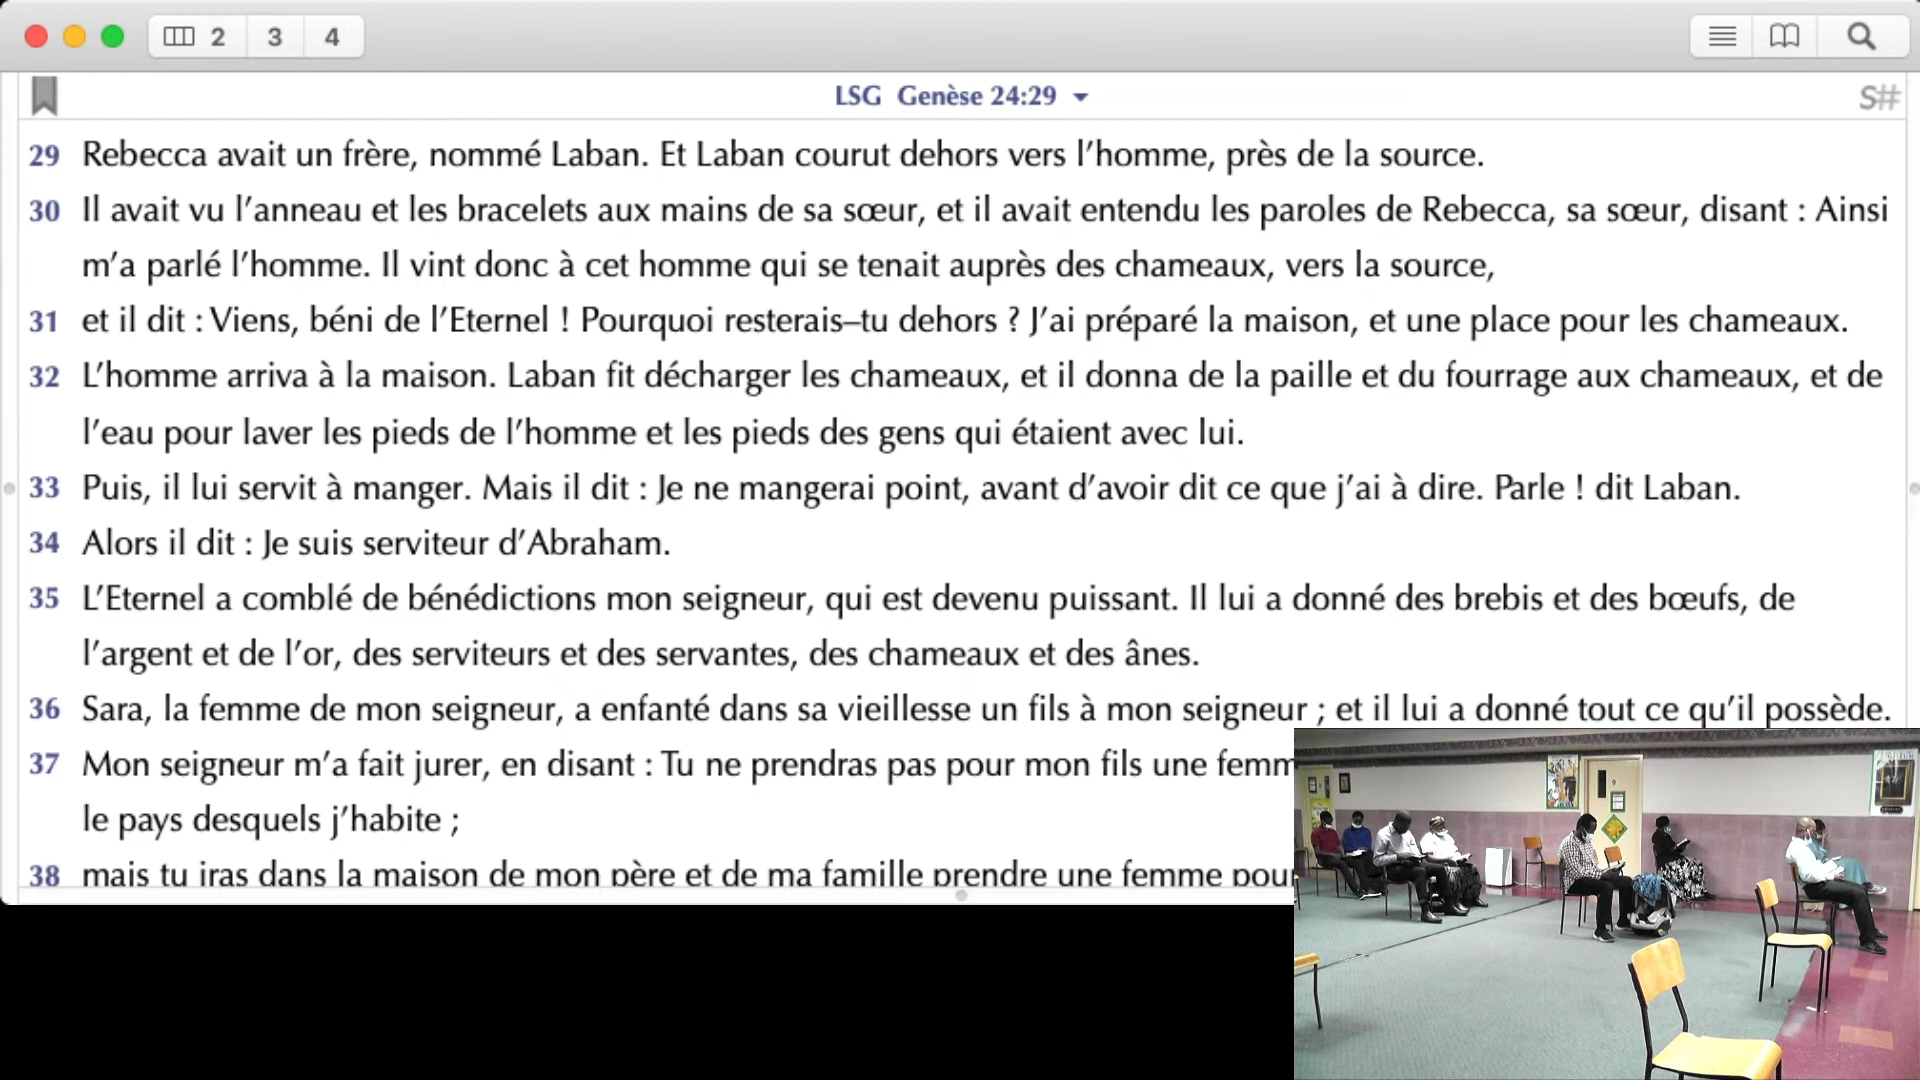 2 3 4
LSG Genèse 24:29
S#
29 Rebecca avait un frère, nommé Laban. Et Laban courut dehors vers l’homme, près de la source.
30 Il avait vu l’anneau et les bracelets aux mains de sa sœur, et il avait entendu les paroles de Rebecca, sa sœur, disant : Ainsi
m’a parlé l’homme. Il vint donc à cet homme qui se tenait auprès des chameaux, vers la source,
31 et il dit : Viens, béni de l’Eternel ! Pourquoi resterais–tu dehors ? J’ai préparé la maison, et une place pour les chameaux.
32 L’homme arriva à la maison. Laban fit décharger les chameaux, et il donna de la paille et du fourrage aux chameaux, et de
l’eau pour laver les pieds de l’homme et les pieds des gens qui étaient avec lui.
33 Puis, il lui servit à manger. Mais il dit : Je ne mangerai point, avant d’avoir dit ce que j’ai à dire. Parle ! dit Laban.
34 Alors il dit : Je suis serviteur d’Abraham.
35 L’Eternel a comblé de bénédictions mon seigneur, qui est devenu puissant. Il lui a donné des brebis et des bœufs, de
l’argent et de l’or, des serviteurs et des servantes, des chameaux et des ânes.
36 Sara, la femme de mon seigneur, a enfanté dans sa vieillesse un fils à mon seigneur ; et il lui a donné tout ce qu’il possède.
37 Mon seigneur m’a fait jurer, en disant : Tu ne prendras pas pour mon fils une femm
le pays desquels j’habite ;
38 mais tu iras dans la maison de mon père et de ma famille prendre une femme pour